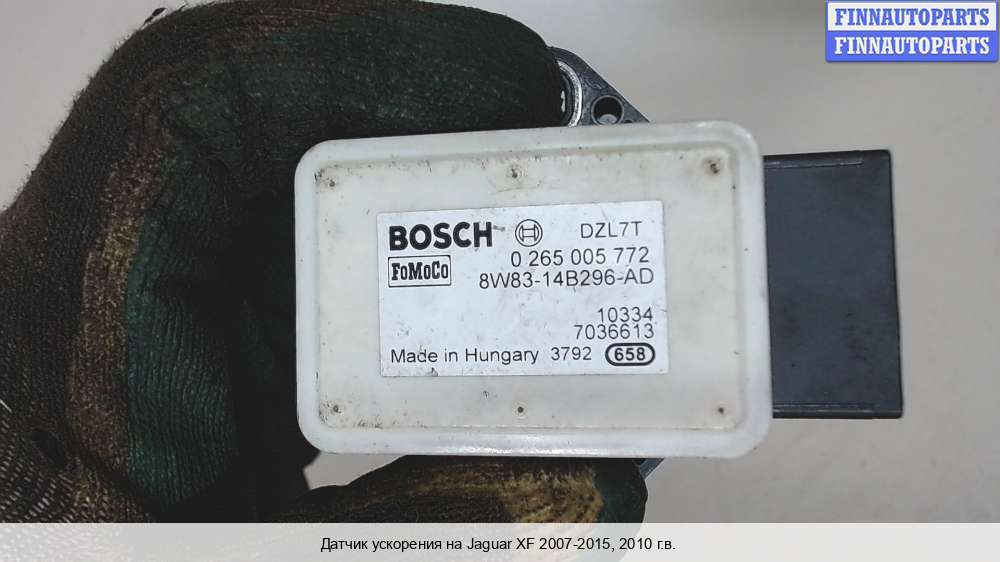 FINNAUTOPARTS
FINNAUTOPARTS
BOSCH DZL7T
0 265 005 772
FoMoCo
8W83-14B296-AD
10334
7036613
Made in Hungary 3792 658
Датчик ускорения на Jaguar XF 2007-2015, 2010 г.в.